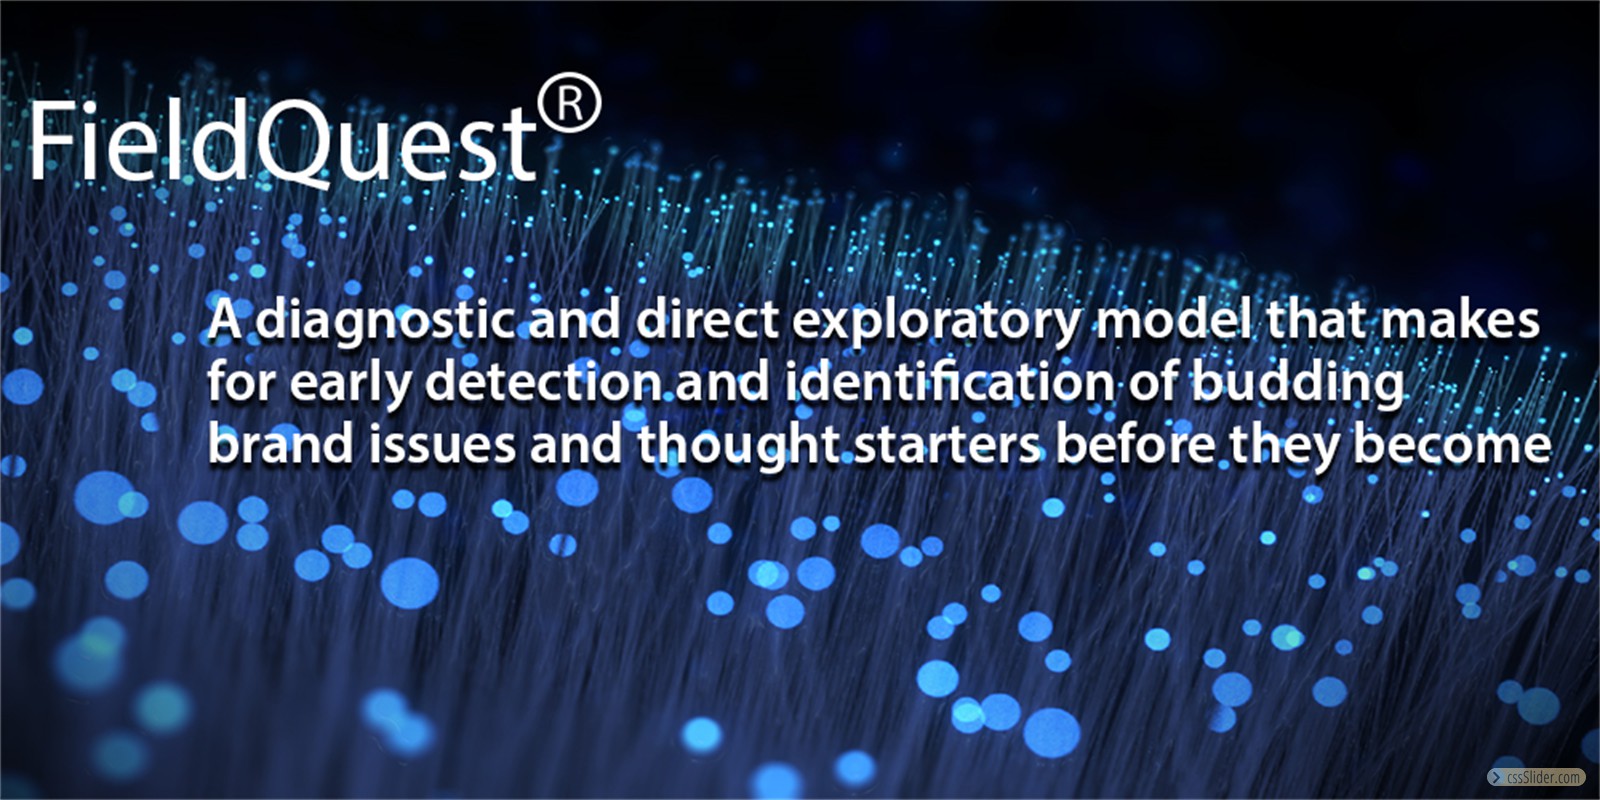 FieldQuest®
A diagnostic and direct exploratory model that makes
for early detection and identification of budding
brand issues and thought starters before they become
cssSlider.com